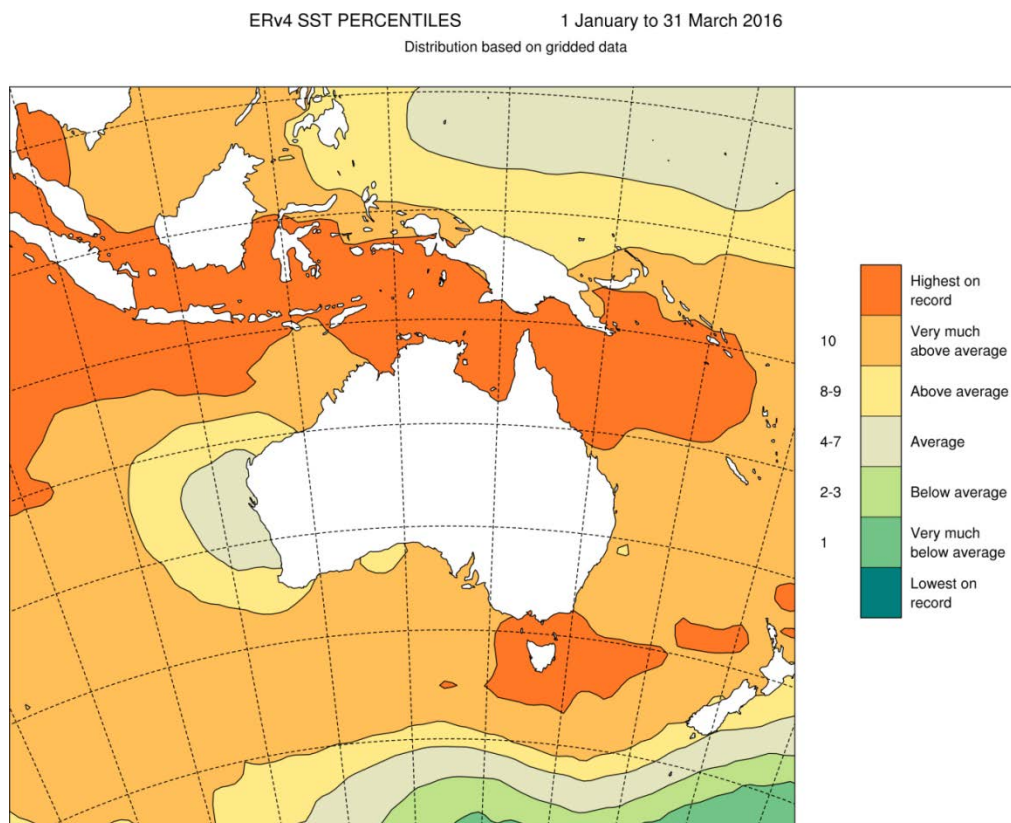 ERv4 SST PERCENTILES 1 January to 31 March 2016
Distribution based on gridded data
Highest on
record
10 Very much
above average
8-9 Above average
4-7 Average
2-3 Below average
1 Very much
below average
Lowest on
record